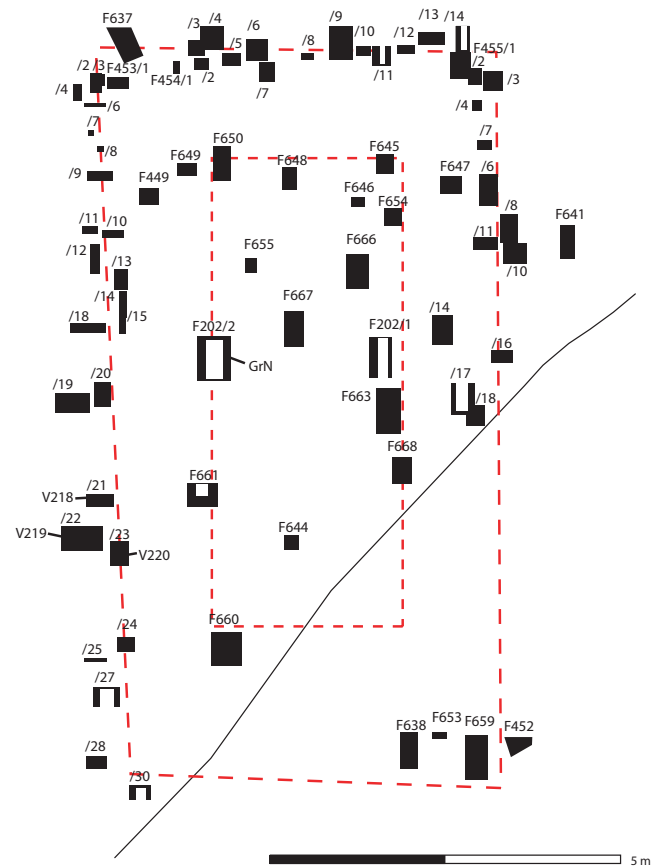 F637
/4
/3
/6
/5
/2
/7
/8
/9
/10
/11
/12
/13
/14
F455/1
/2
/3
/4
/7
/2 /3
F453/1
F454/1
/4
/6
/7
/8
/9
F449
F649
F650
F648
F645
F646
F654
F647
/6
/8
F641
/11
/10
/11
/10
/12
/13
/14
/15
/18
F655
F666
F667
F202/2
GrN
F202/1
/14
/16
/17
/18
F663
F668
/20
/19
/21
V218
/22
V219
/23
V220
F661
F644
/24
/25
F660
/27
/28
/30
F638
F653
F659
F452
5 m